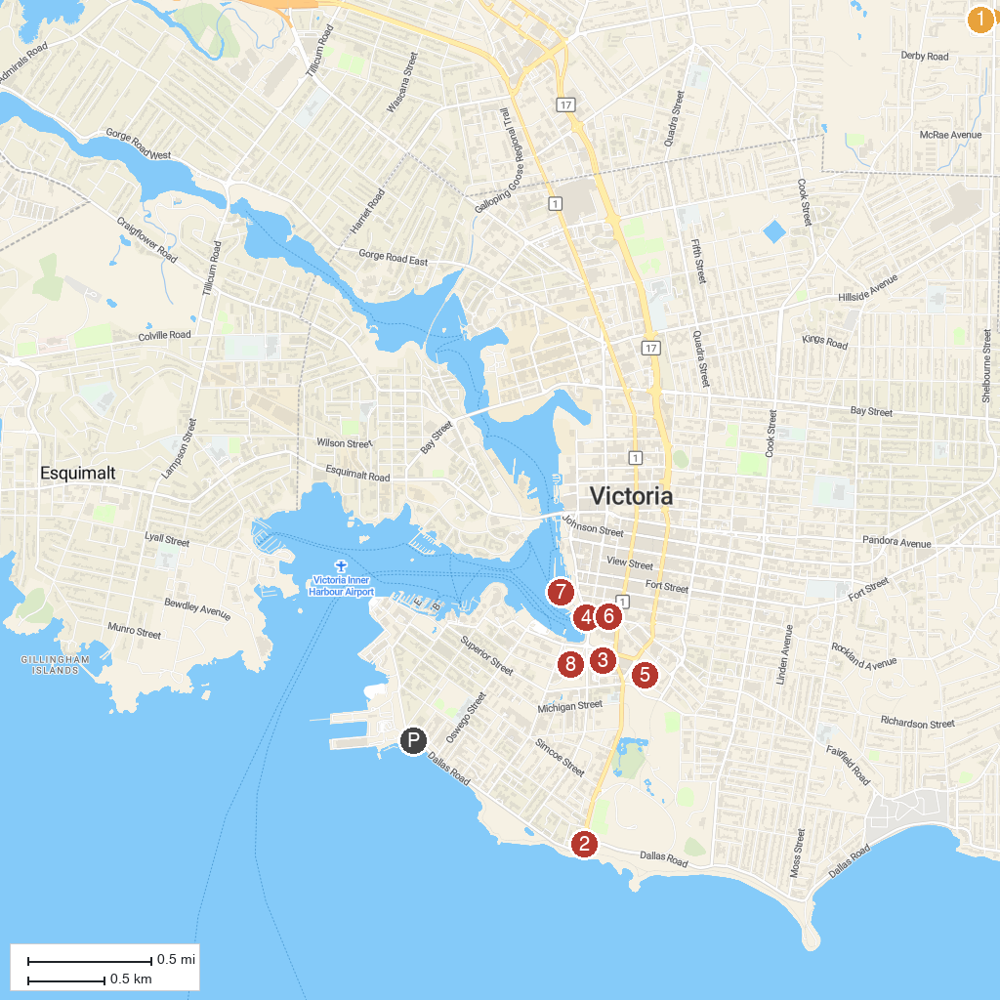 1
Admirals Road
Tillicum Road
Wascana Street
Derby Road
17
Galloping Goose Regional Trail
Quadra Street
McRae Avenue
Gorge Road West
Harriet Road
1
Cook Street
Craigflower Road
Tillicum Road
Gorge Road East
Fifth Street
Hillside Avenue
Colville Road
17
Quadra Street
Kings Road
Shelbourne Street
Bay Street
Cook Street
Bay Street
Lampson Street
Wilson Street
1
Esquimalt
Esquimalt Road
Victoria
Johnson Street
Pandora Avenue
Lyall Street
View Street
Victoria Inner
Harbour Airport
Fort Street
Fort Street
7
1
E
B
4
6
Bewdley Avenue
Munro Street
Superior Street
Linden Avenue
Rockland Avenue
GILLINGHAM
ISLANDS
8
3
5
Michigan Street
Oswego Street
Richardson Street
P
Simcoe Street
Dallas Road
Fairfield Road
2
Dallas Road
Moss Street
Dallas Road
0.5 mi
0.5 km